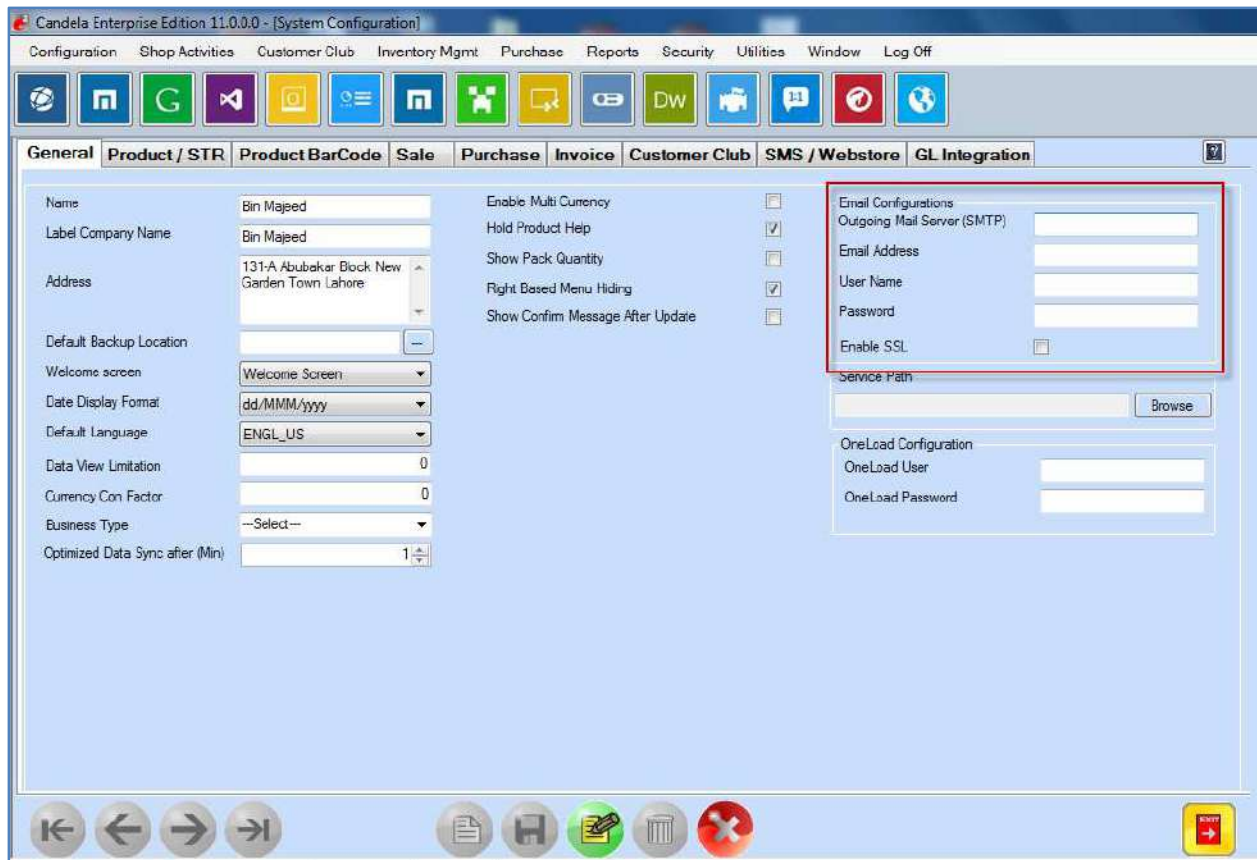 Candela Enterprise Edition 11.0.0.0 - [System Configuration]
Configuration Shop Activities Customer Club Inventory Mgmt Purchase Reports Security Utilities Window Log Off
G Dw 1:1
General Product / STR Product BarCode Sale Purchase Invoice Customer Club SMS / Webstore GL Integration
Name Bin Majeed
Label Company Name Bin Majeed
Address 131-A Abubakar Block New
Garden Town Lahore
Default Backup Location ...
Welcome screen Welcome Screen
Date Display Format dd/MMM/yyyy
Default Language ENGL_US
Data View Limitation 0
Currency Con Factor 0
Business Type ---Select---
Optimized Data Sync after (Min) 1
Enable Multi Currency
Hold Product Help
Show Pack Quantity
Right Based Menu Hiding
Show Confirm Message After Update
Email Configurations
Outgoing Mail Server (SMTP)
Email Address
User Name
Password
Enable SSL
Service Path
Browse
OneLoad Configuration
OneLoad User
OneLoad Password
EXIT